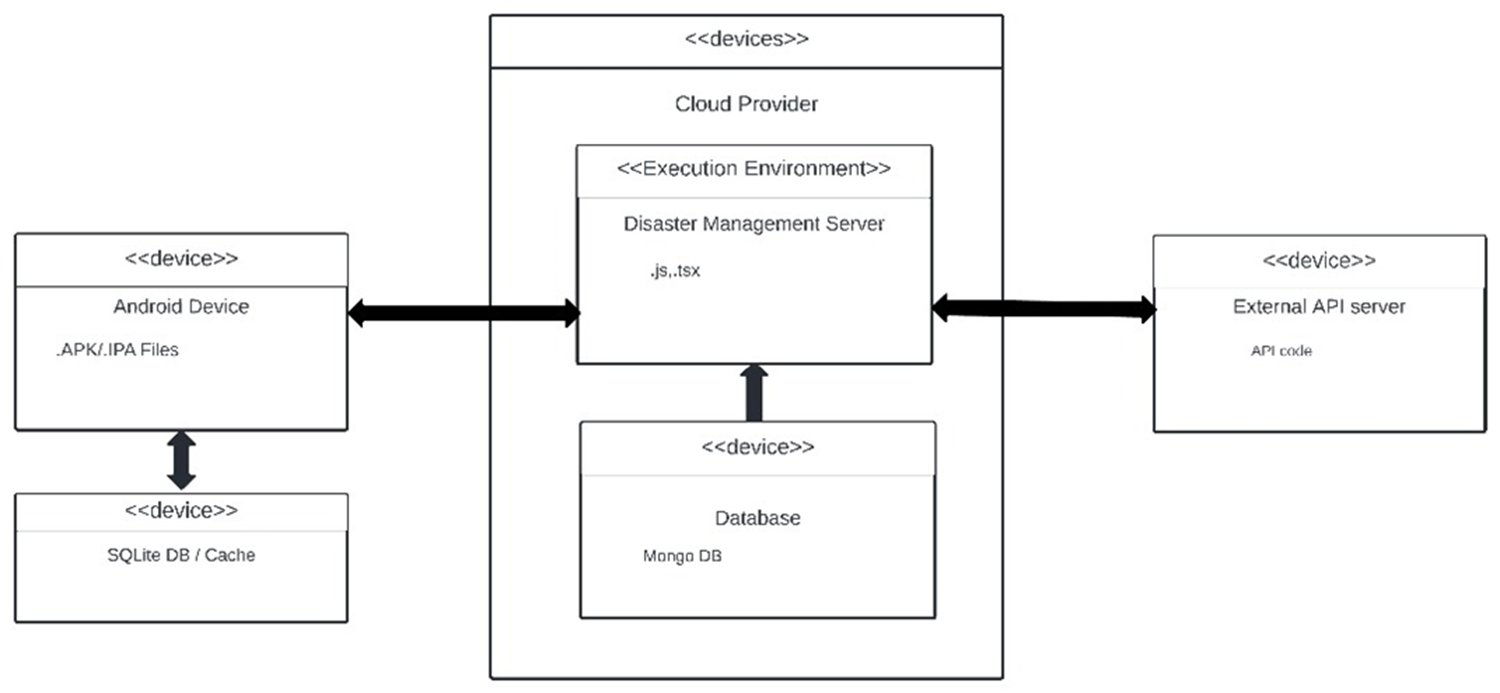 <<devices>>
Cloud Provider
<<Execution Environment>>
Disaster Management Server
.js,.tsx
<<device>>
Android Device
.APK/.IPA Files
<<device>>
External API server
API code
<<device>>
Database
Mongo DB
<<device>>
SQLite DB / Cache